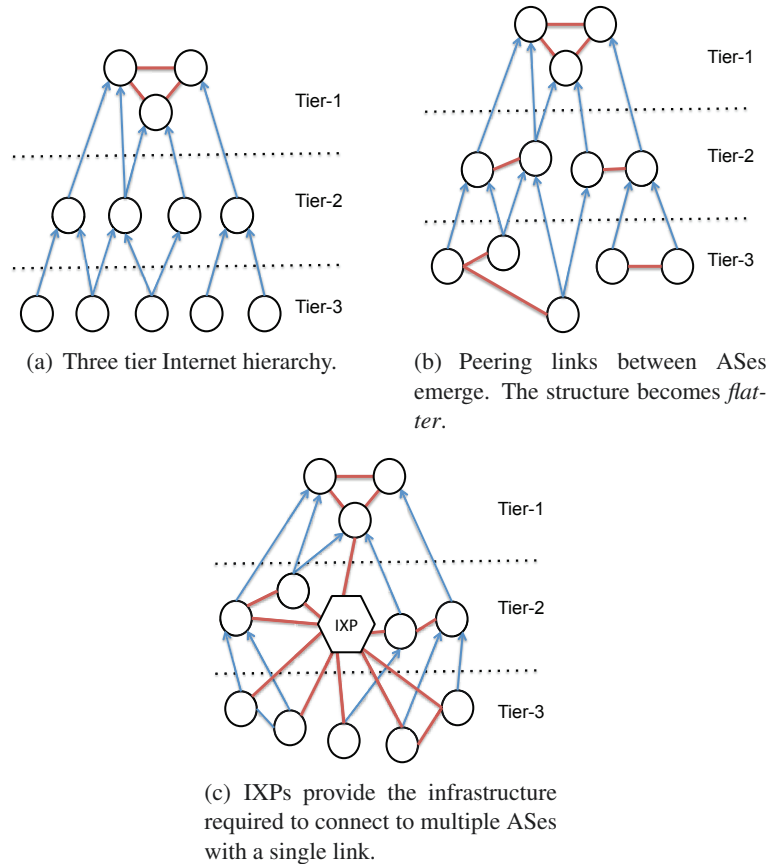 Tier-1
Tier-2
Tier-3
(a) Three tier Internet hierarchy.
Tier-1
Tier-2
Tier-3
(b) Peering links between ASes
emerge. The structure becomes flat-
ter.
Tier-1
IXP
Tier-2
Tier-3
(c) IXPs provide the infrastructure
required to connect to multiple ASes
with a single link.